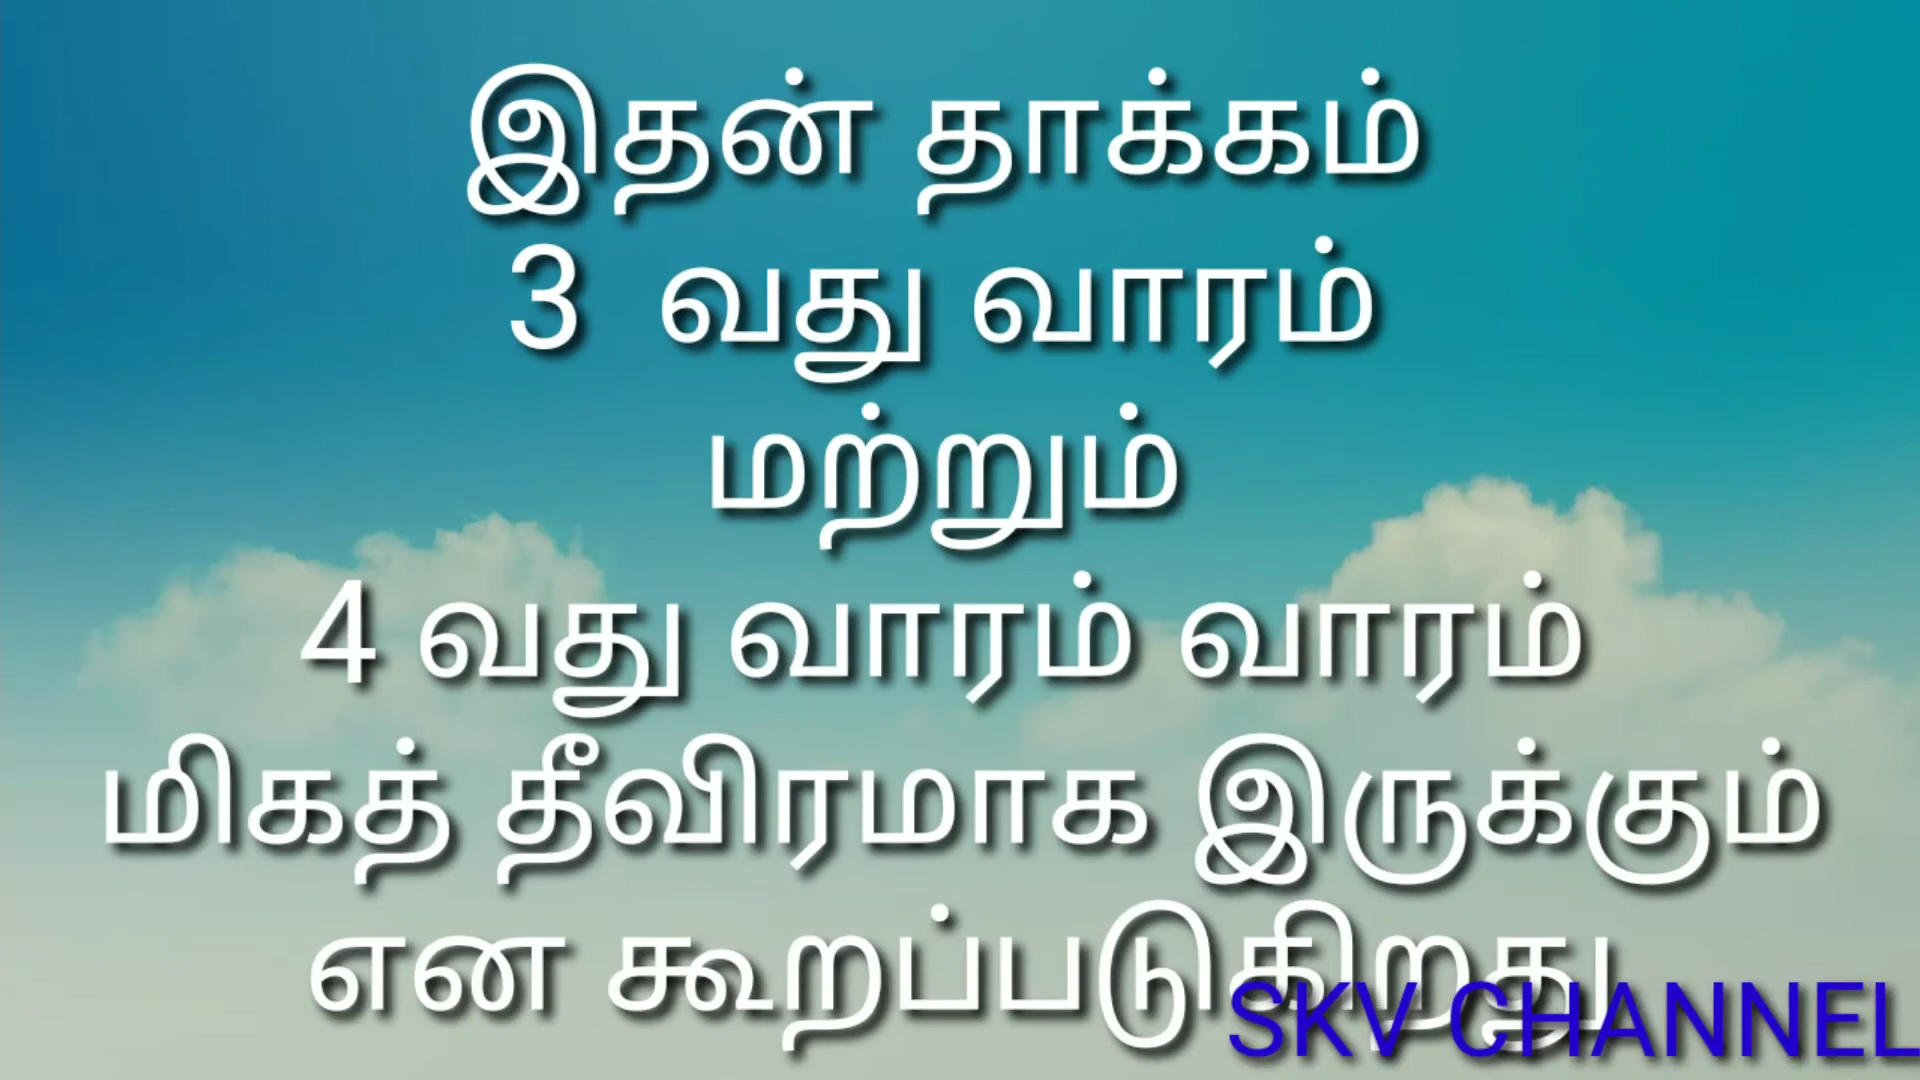 இதன் தாக்கம்
3 வது வாரம்
மற்றும்
4 வது வாரம் வாரம்
மிகத் தீவிரமாக இருக்கும்
என கூறப்படுகிறது
SKV CHANNEL